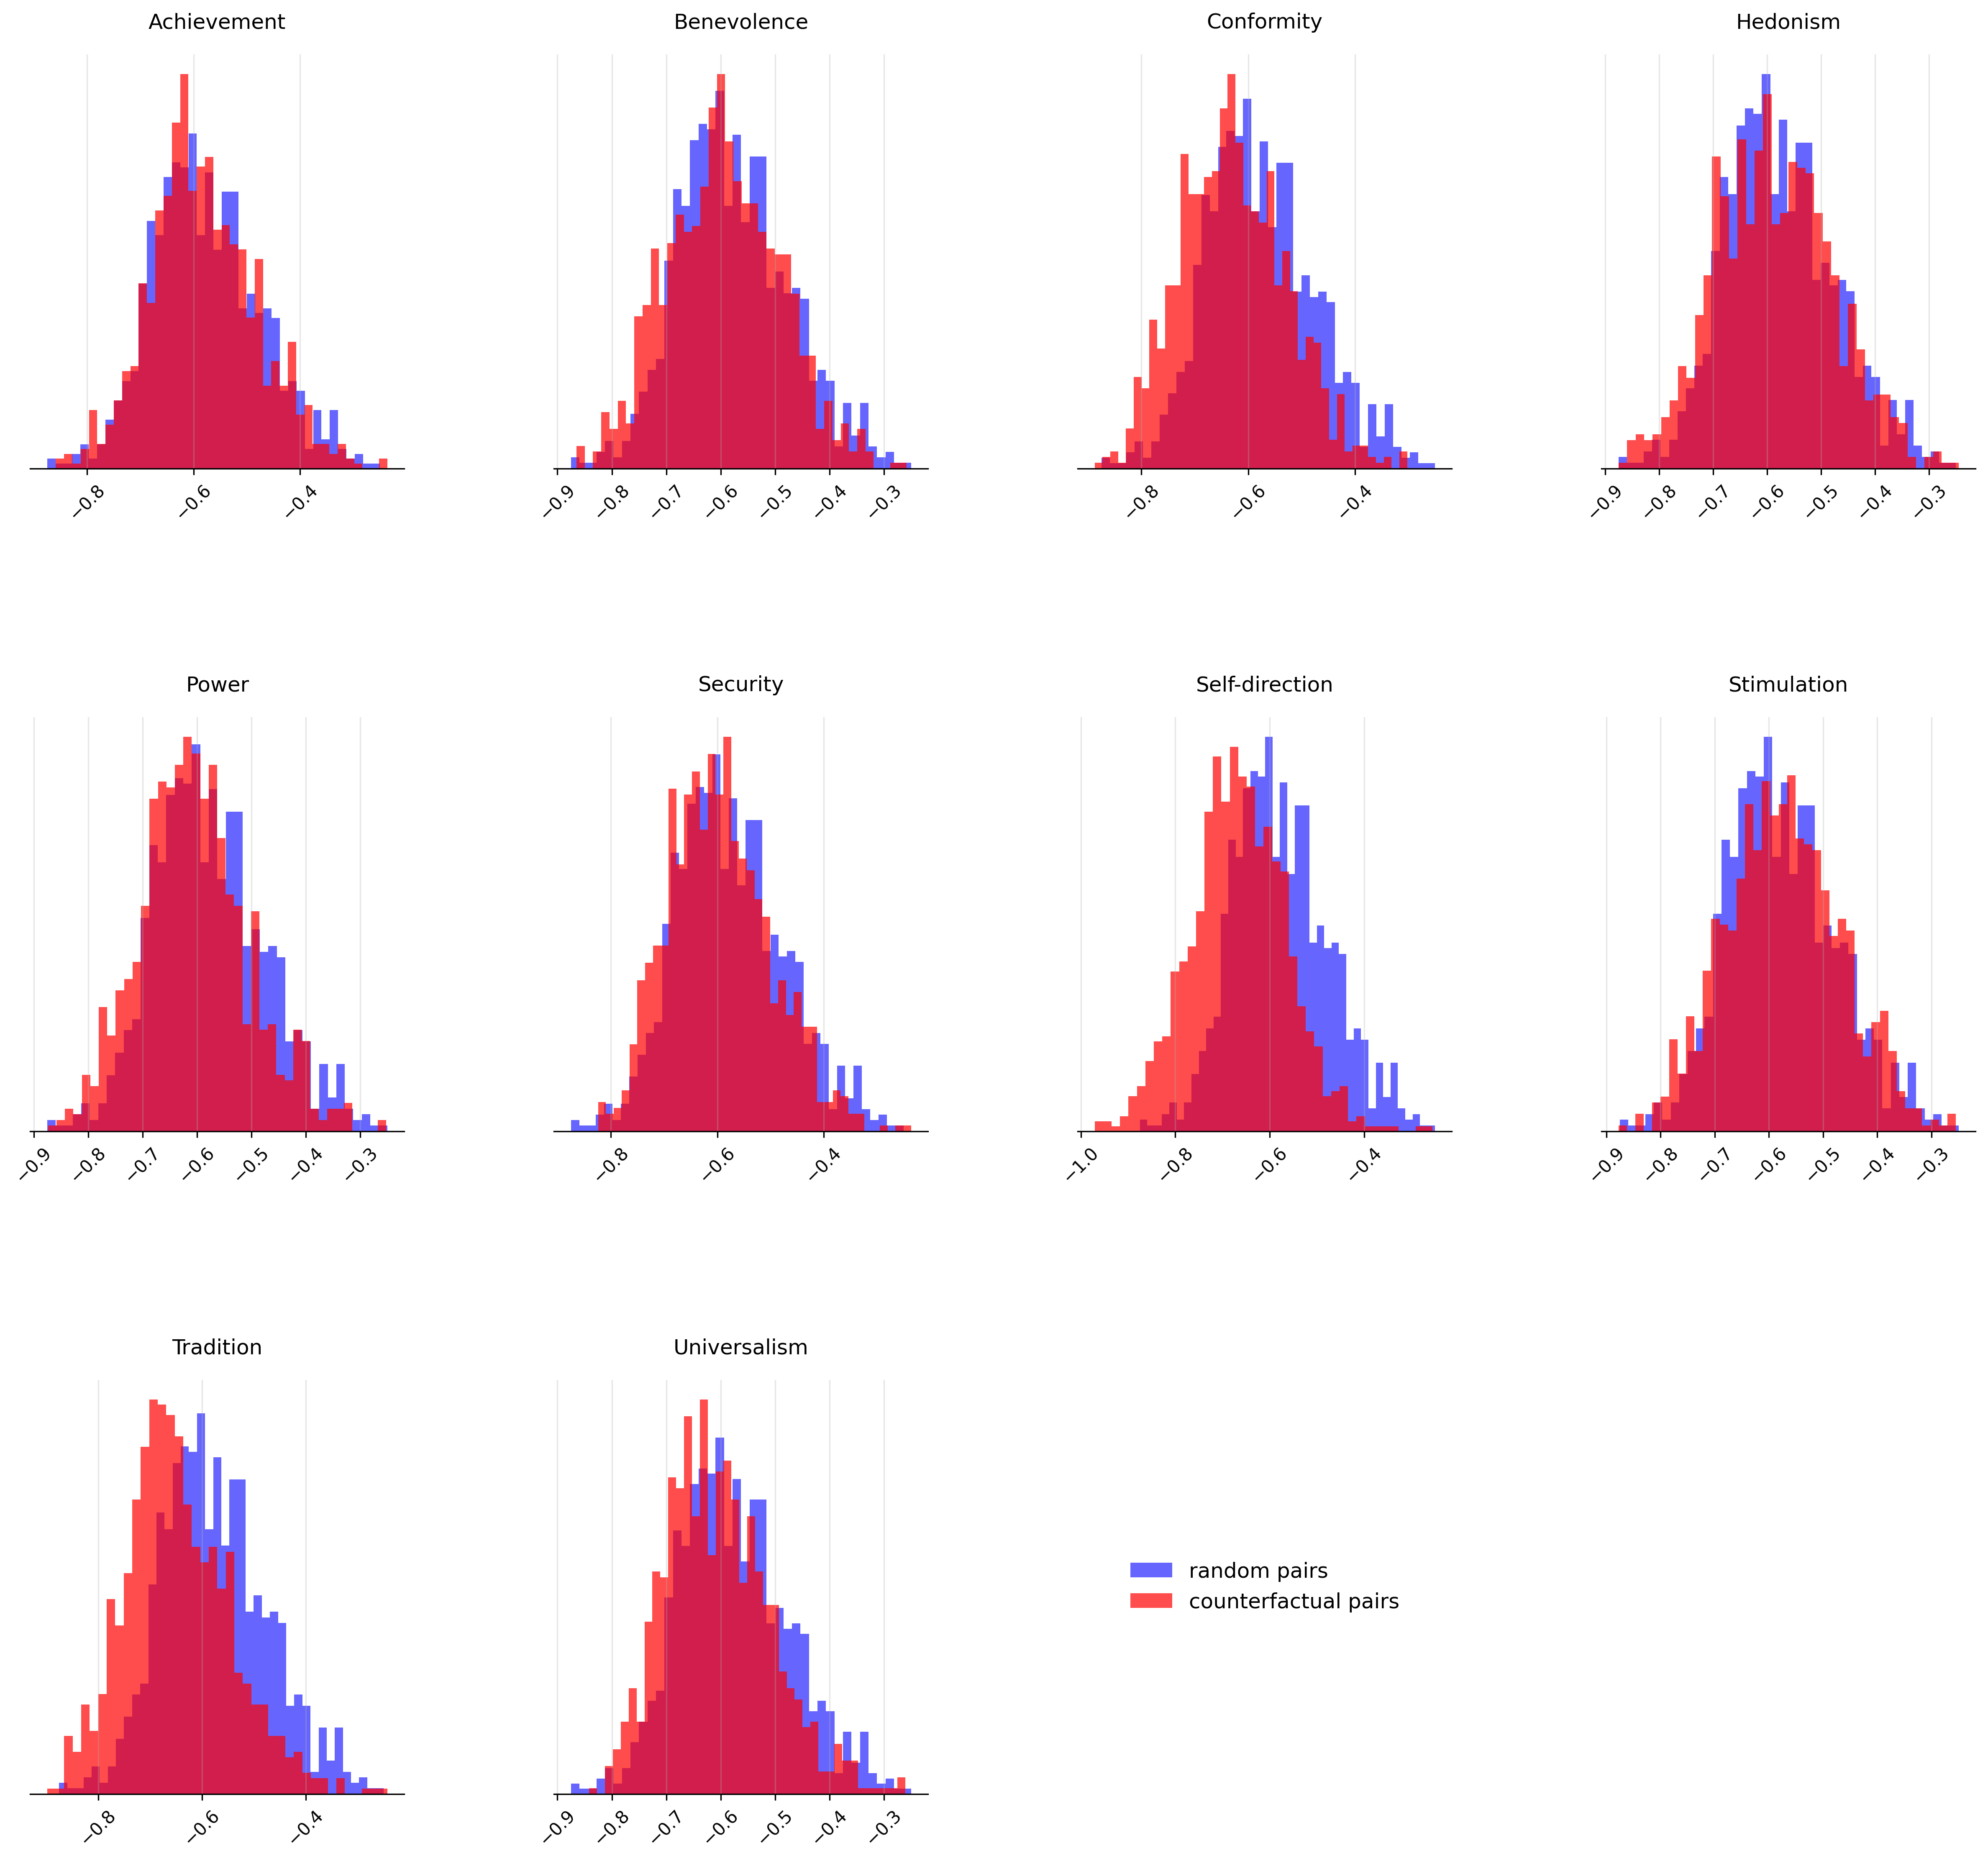 Achievement
Benevolence
Conformity
Hedonism
−0.8 −0.6 −0.4
−0.9 −0.8 −0.7 −0.6 −0.5 −0.4 −0.3
−0.8 −0.6 −0.4
−0.9 −0.8 −0.7 −0.6 −0.5 −0.4 −0.3
Power
Security
Self-direction
Stimulation
−0.9 −0.8 −0.7 −0.6 −0.5 −0.4 −0.3
−0.8 −0.6 −0.4
−1.0 −0.8 −0.6 −0.4
−0.9 −0.8 −0.7 −0.6 −0.5 −0.4 −0.3
Tradition
Universalism
random pairs
counterfactual pairs
−0.8 −0.6 −0.4
−0.9 −0.8 −0.7 −0.6 −0.5 −0.4 −0.3